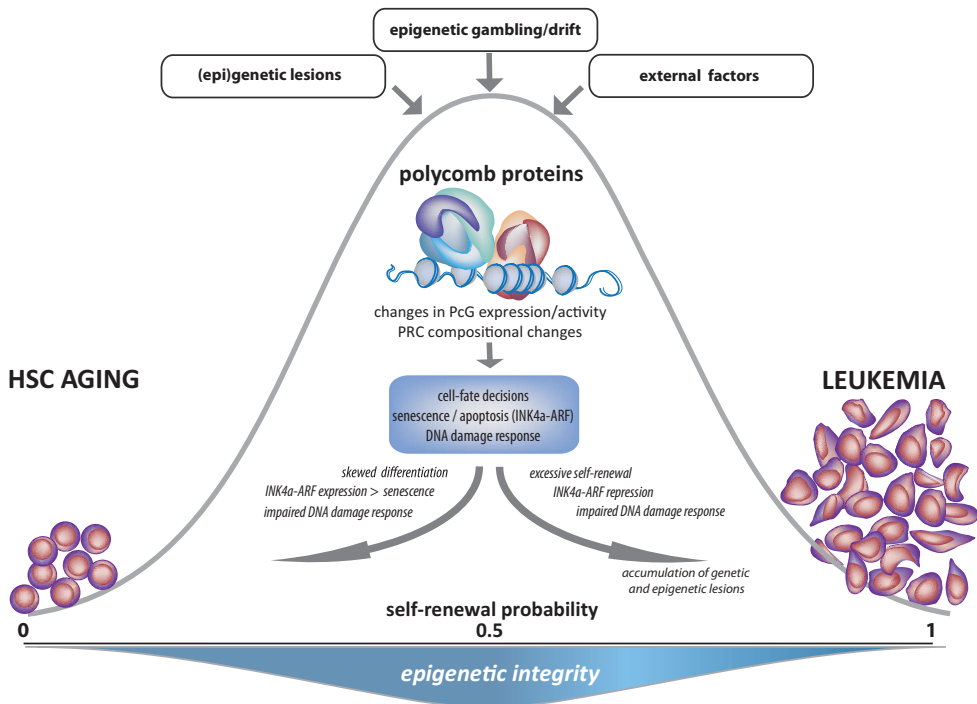 epigenetic gambling/drift
(epi)genetic lesions
external factors
polycomb proteins
changes in PcG expression/activity
PRC compositional changes
HSC AGING
LEUKEMIA
cell-fate decisions
senescence / apoptosis (INK4a-ARF)
DNA damage response
skewed differentiation
INK4a-ARF expression > senescence
impaired DNA damage response
excessive self-renewal
INK4a-ARF repression
impaired DNA damage response
accumulation of genetic
and epigenetic lesions
self-renewal probability
0
0.5
1
epigenetic integrity